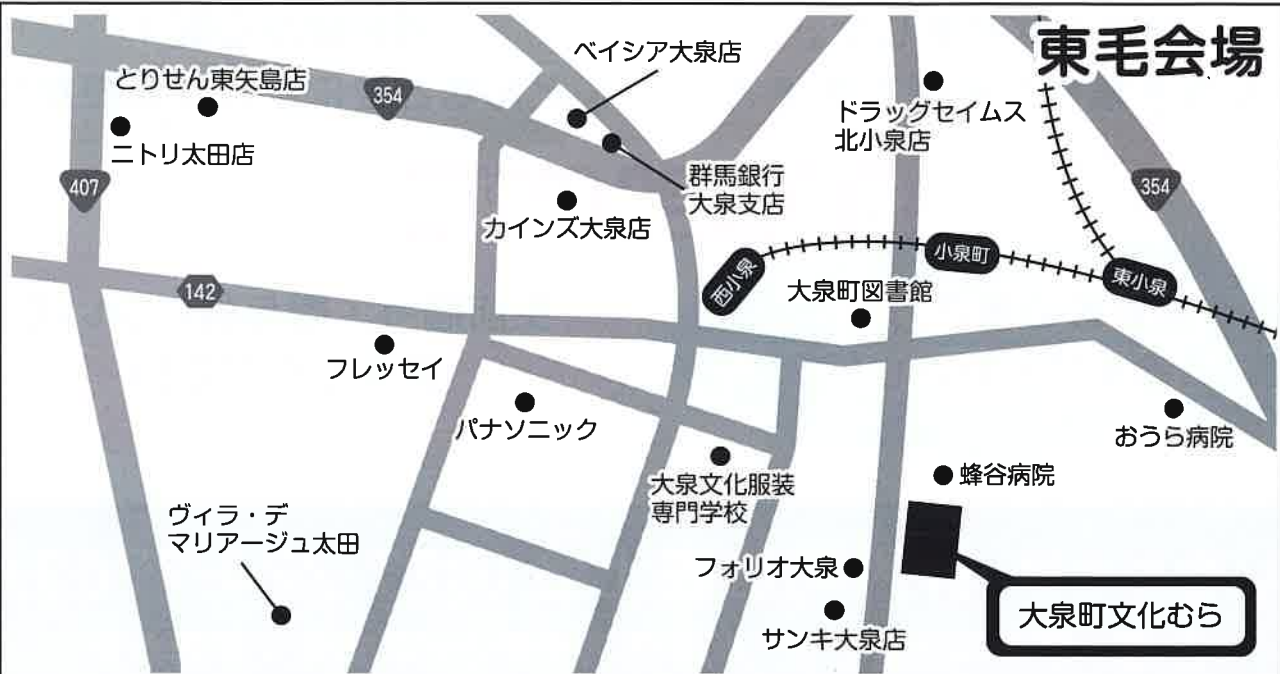 東毛会場
ベイシア大泉店
とりせん東矢島店
354
ドラッグセイムス
北小泉店
ニトリ太田店
407
群馬銀行
大泉支店
354
カインズ大泉店
西小泉
小泉町
東小泉
142
大泉町図書館
フレッセイ
パナソニック
おうら病院
大泉文化服装
専門学校
蜂谷病院
ヴィラ・デ
マリアージュ太田
フォリオ大泉
大泉町文化むら
サンキ大泉店